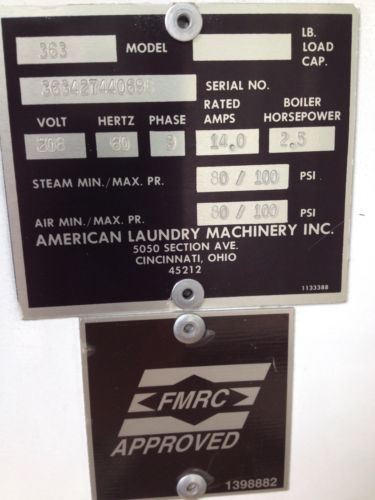 363 MODEL LB. LOAD CAP.
SERIAL NO.
VOLT HERTZ PHASE RATED AMPS BOILER HORSEPOWER
208 60 3 14.0 2.5
STEAM MIN./MAX. PR. 80 / 100 PSI
AIR MIN./MAX. PR. 80 / 100 PSI
AMERICAN LAUNDRY MACHINERY INC.
5050 SECTION AVE.
CINCINNATI, OHIO
45212
1133388
FMRC
APPROVED
1398882